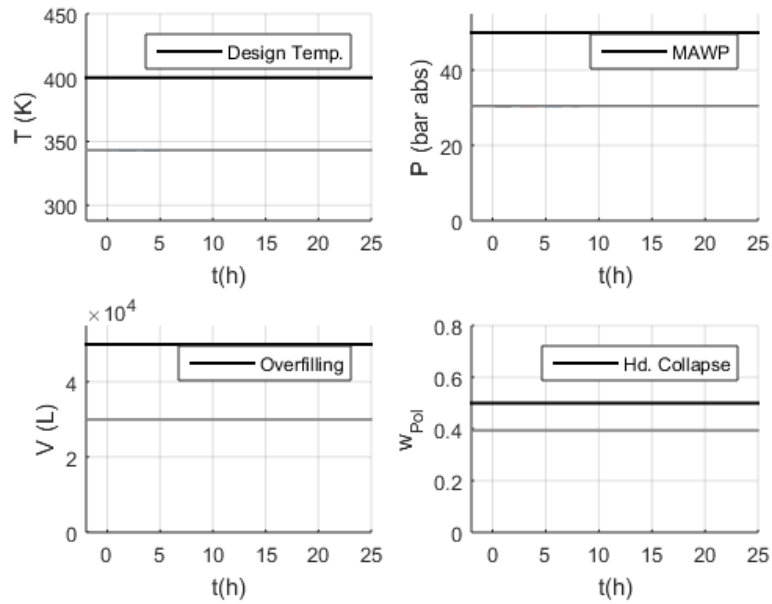 450
400
350
300
T (K)
Design Temp.
0 5 10 15 20 25
t(h)
40
20
0
P (bar abs)
MAWP
0 5 10 15 20 25
t(h)
×10⁴
4
2
0
V (L)
Overfilling
0 5 10 15 20 25
t(h)
0.8
0.6
0.4
0.2
0
w_Pol
Hd. Collapse
0 5 10 15 20 25
t(h)